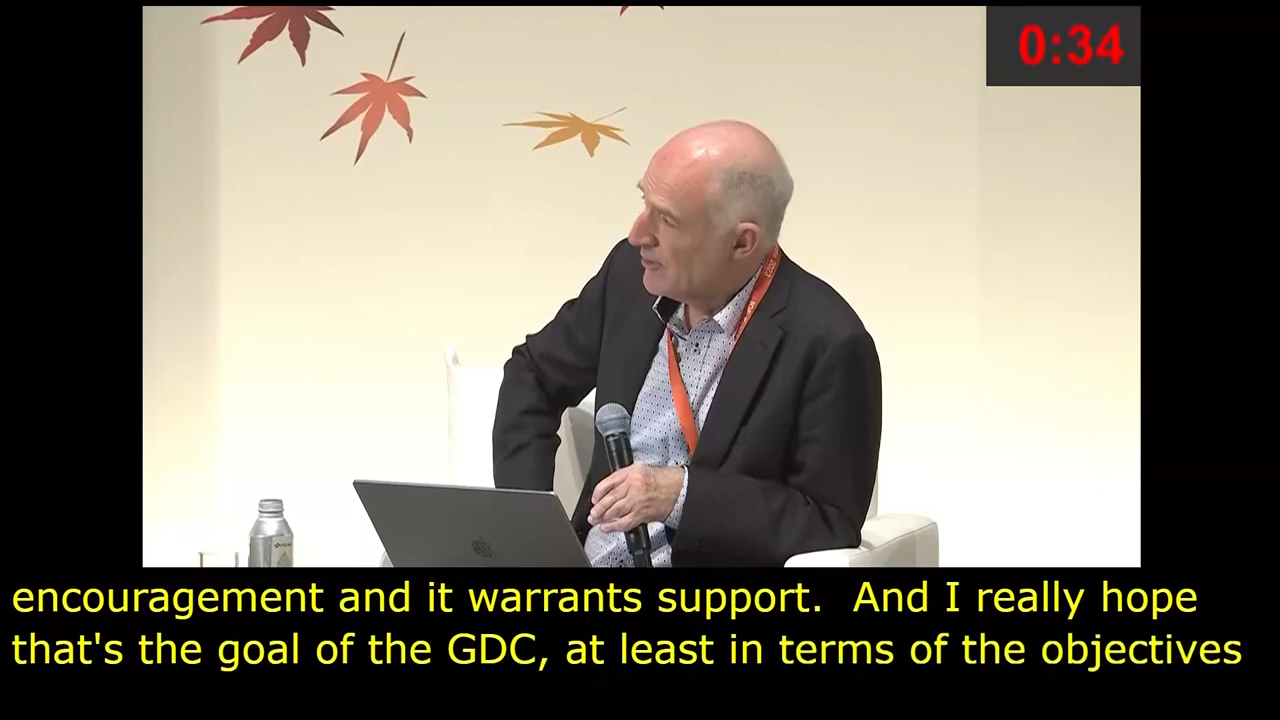 0:34
2023
encouragement and it warrants support.  And I really hope
that's the goal of the GDC, at least in terms of the objectives